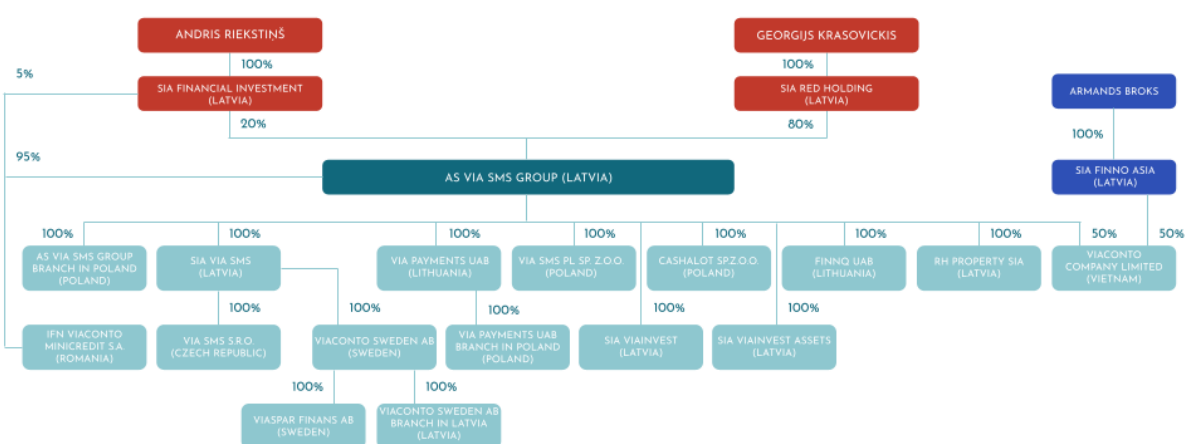 ANDRIS RIEKSTIŅŠ
GEORGIJS KRASOVICKIS
100%
100%
5%
SIA FINANCIAL INVESTMENT
(LATVIA)
SIA RED HOLDING
(LATVIA)
ARMANDS BROKS
20%
80%
100%
95%
AS VIA SMS GROUP (LATVIA)
SIA FINNO ASIA
(LATVIA)
100%
100%
100%
100%
100%
100%
100%
50%
50%
AS VIA SMS GROUP
BRANCH IN POLAND
(POLAND)
SIA VIA SMS
(LATVIA)
VIA PAYMENTS UAB
(LITHUANIA)
VIA SMS PL SP. Z.O.O.
(POLAND)
CASHALOT SP.Z.O.O.
(POLAND)
FINNQ UAB
(LITHUANIA)
RH PROPERTY SIA
(LATVIA)
VIACONTO
COMPANY LIMITED
(VIETNAM)
100%
100%
100%
100%
100%
IFN VIACONTO
MINICREDIT S.A.
(ROMANIA)
VIA SMS S.R.O.
(CZECH REPUBLIC)
VIACONTO SWEDEN AB
(SWEDEN)
VIA PAYMENTS UAB
BRANCH IN POLAND
(POLAND)
SIA VIAINVEST
(LATVIA)
SIA VIAINVEST ASSETS
(LATVIA)
100%
100%
VIASPAR FINANS AB
(SWEDEN)
VIACONTO SWEDEN AB
BRANCH IN LATVIA
(LATVIA)